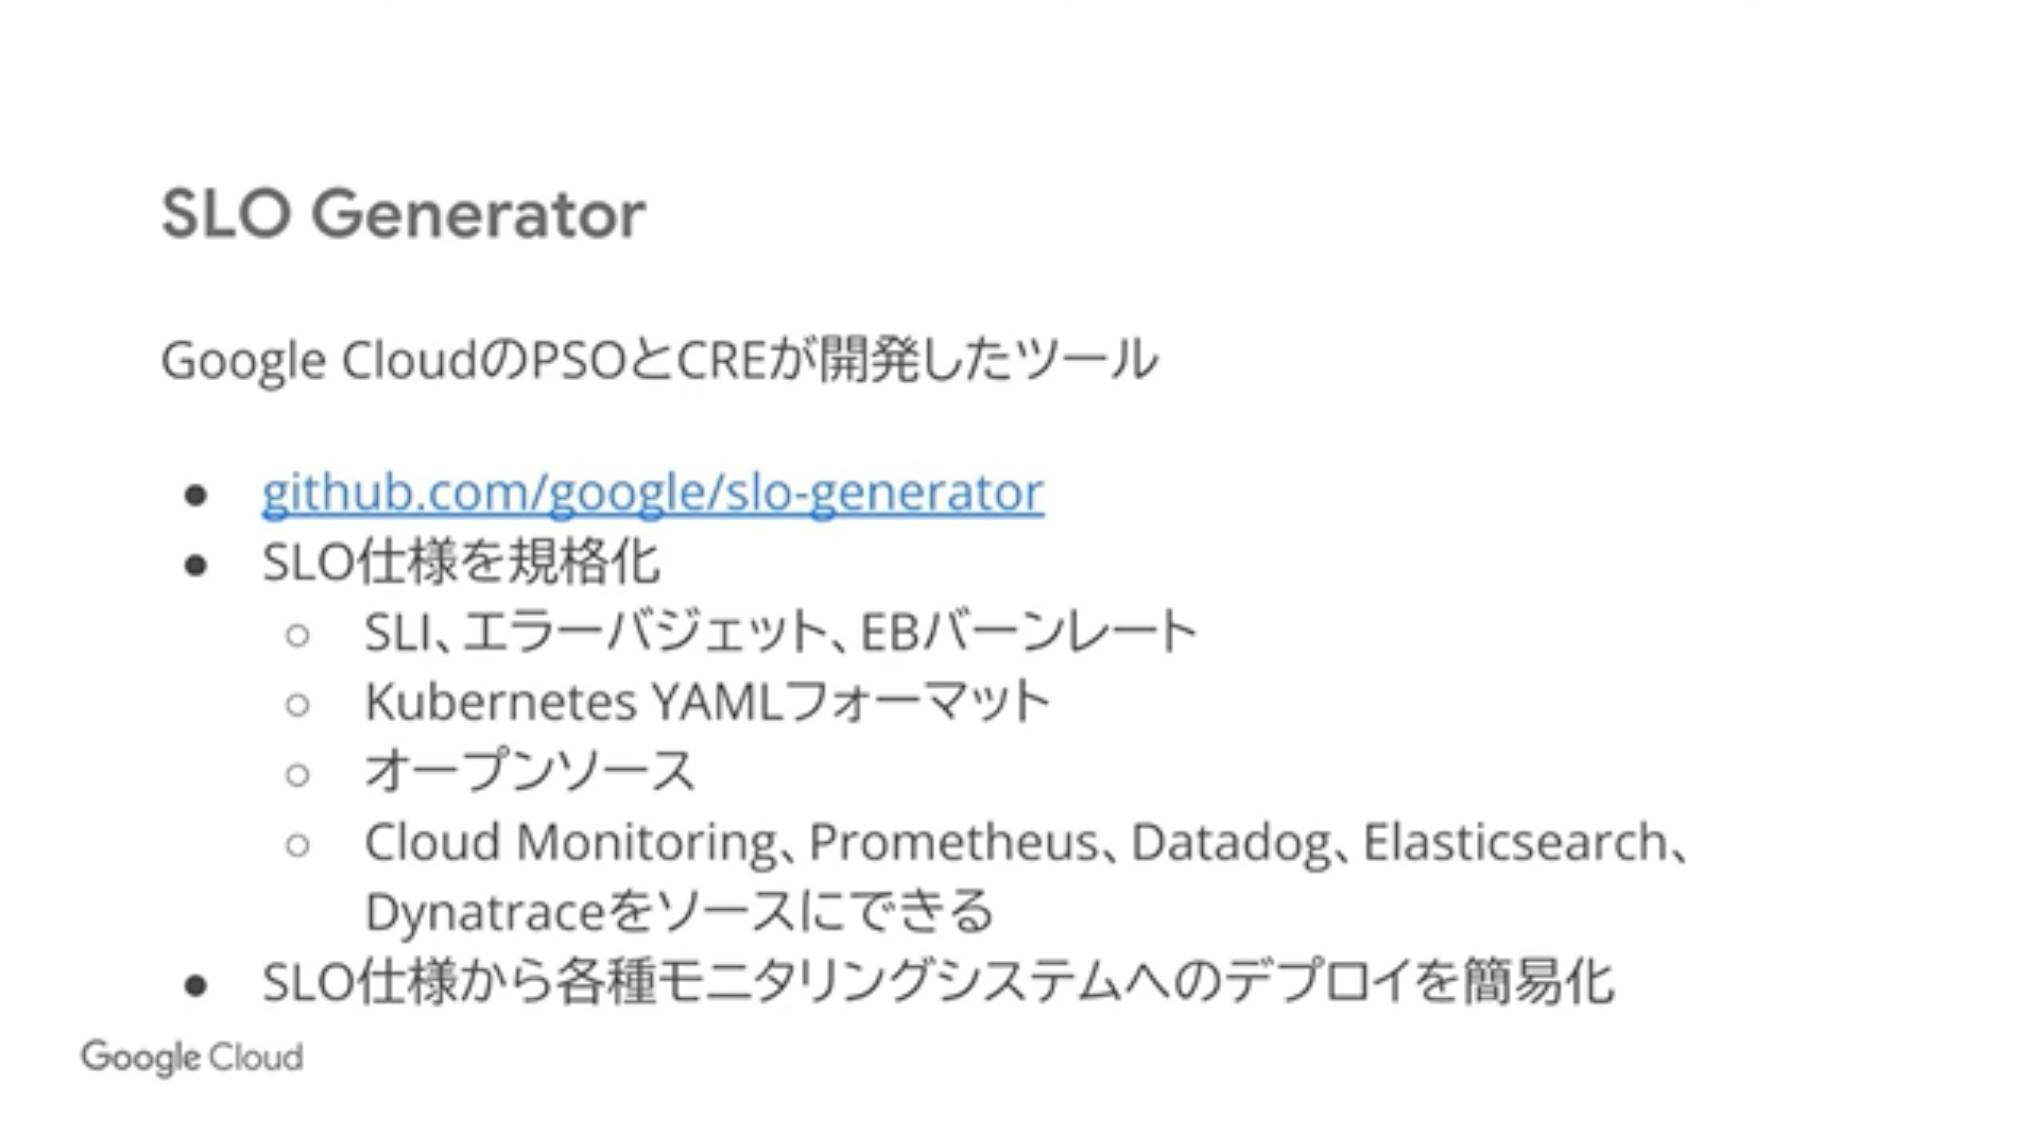 SLO Generator
Google CloudのPSOとCREが開発したツール
● github.com/google/slo-generator
● SLO仕様を規格化
○ SLI、エラーバジェット、EBバーンレート
○ Kubernetes YAMLフォーマット
○ オープンソース
○ Cloud Monitoring、Prometheus、Datadog、Elasticsearch、
Dynatraceをソースにできる
● SLO仕様から各種モニタリングシステムへのデプロイを簡易化
Google Cloud